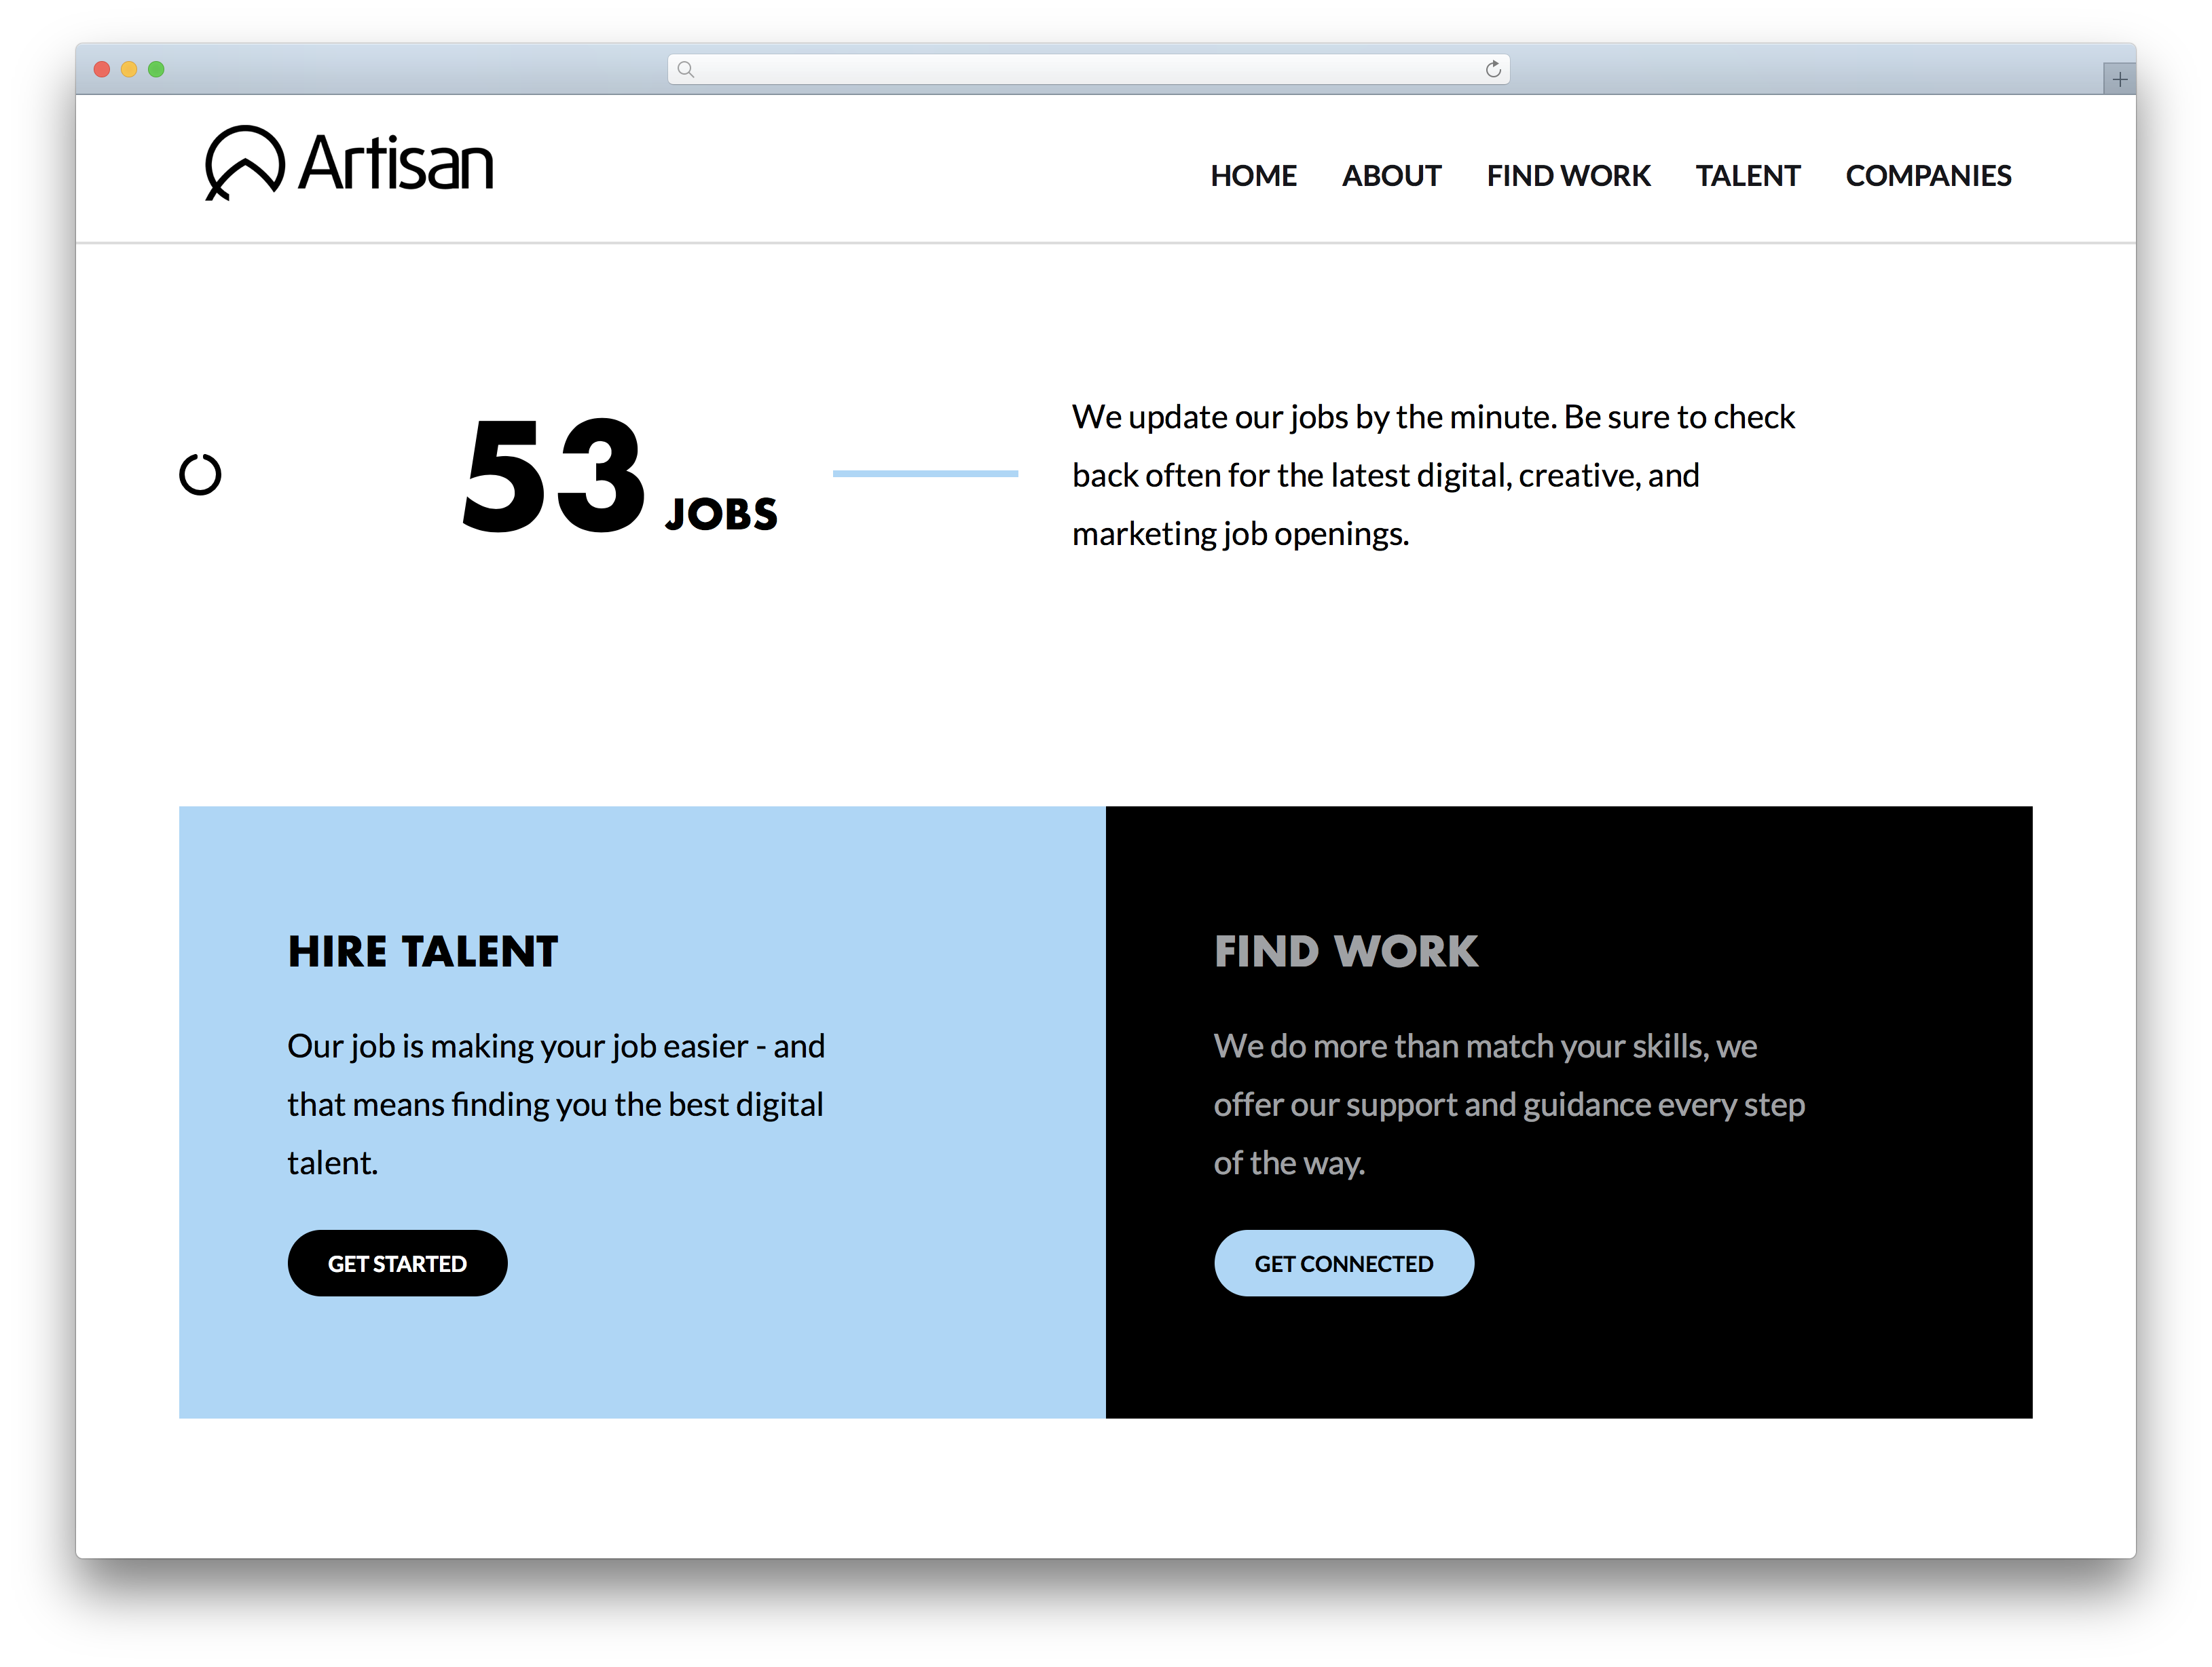 Artisan
HOME ABOUT FIND WORK TALENT COMPANIES
53 JOBS
We update our jobs by the minute. Be sure to check
back often for the latest digital, creative, and
marketing job openings.
HIRE TALENT
Our job is making your job easier - and
that means finding you the best digital
talent.
GET STARTED
FIND WORK
We do more than match your skills, we
offer our support and guidance every step
of the way.
GET CONNECTED